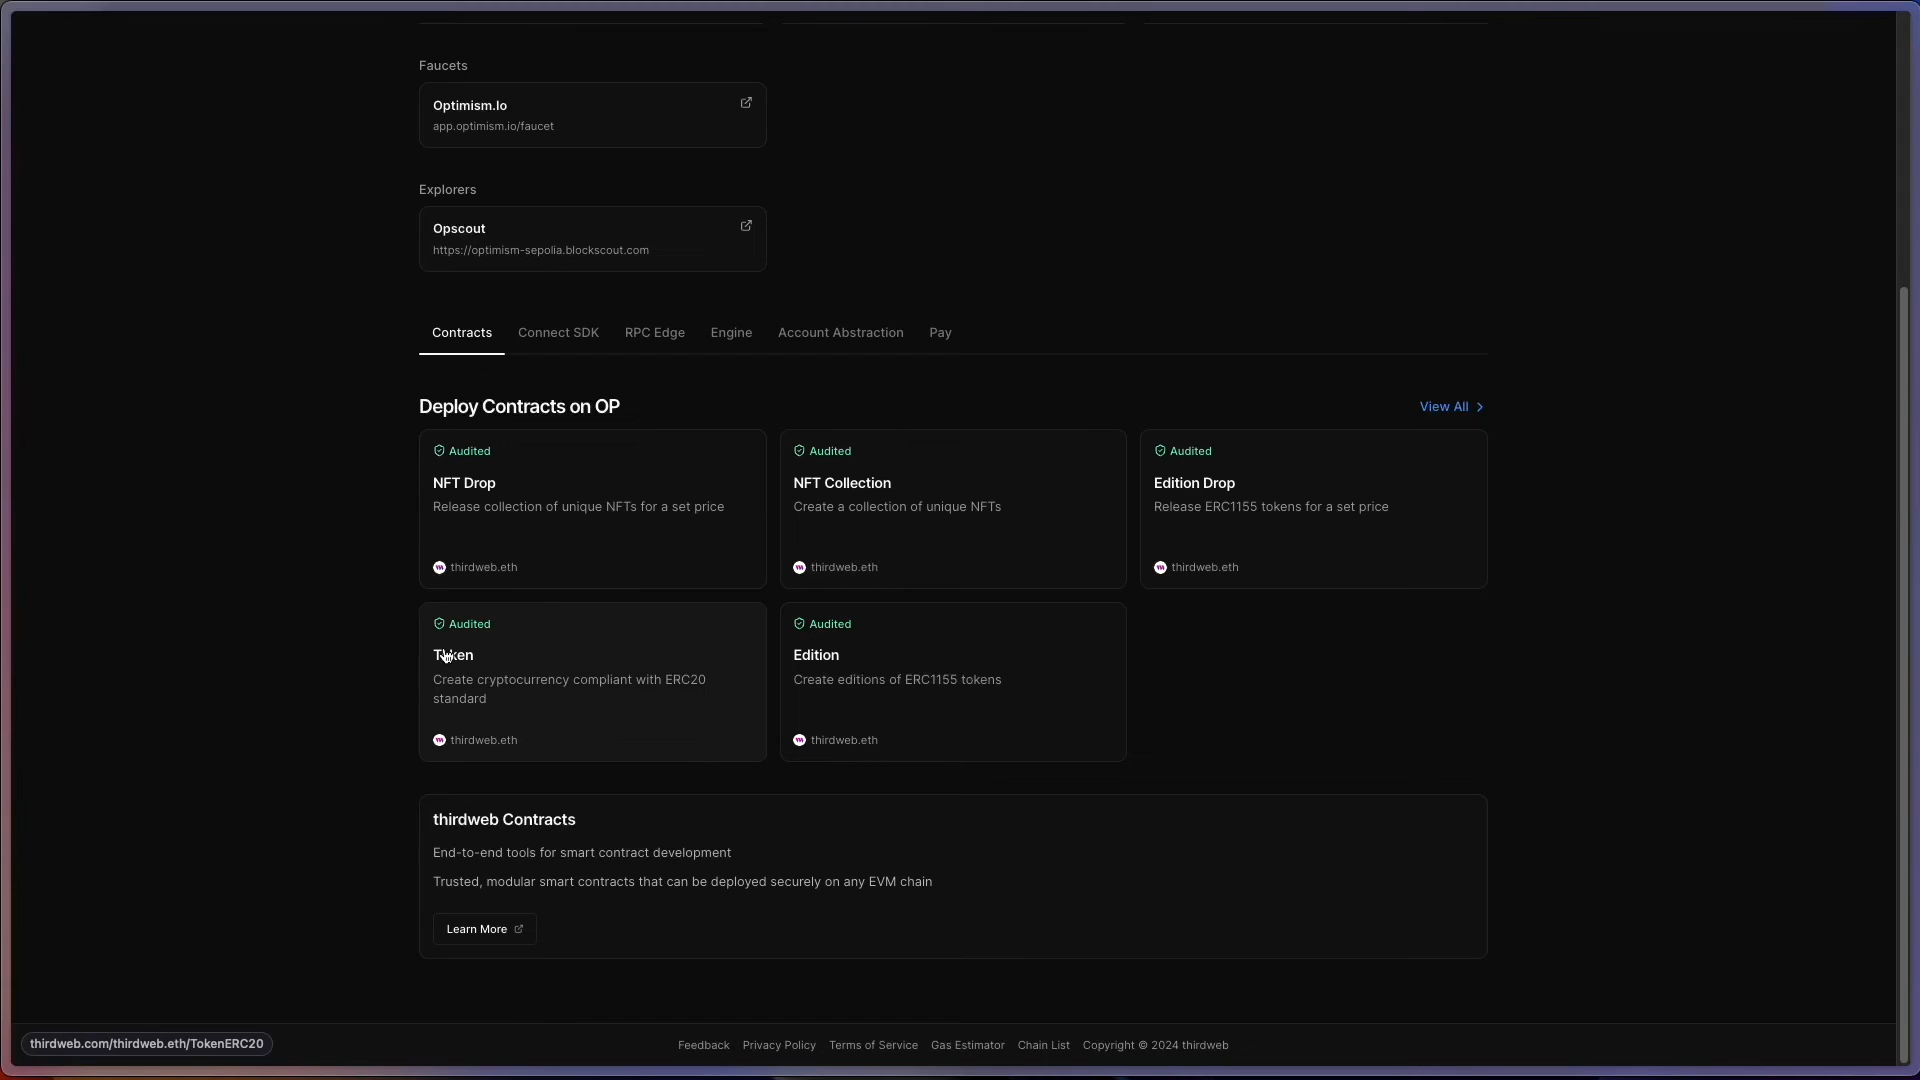 Faucets
Optimism.Io
app.optimism.io/faucet
Explorers
Opscout
https://optimism-sepolia.blockscout.com
Contracts Connect SDK RPC Edge Engine Account Abstraction Pay
Deploy Contracts on OP
View All
Audited
NFT Drop
Release collection of unique NFTs for a set price
thirdweb.eth
Audited
NFT Collection
Create a collection of unique NFTs
thirdweb.eth
Audited
Edition Drop
Release ERC1155 tokens for a set price
thirdweb.eth
Audited
Token
Create cryptocurrency compliant with ERC20
standard
thirdweb.eth
Audited
Edition
Create editions of ERC1155 tokens
thirdweb.eth
thirdweb Contracts
End-to-end tools for smart contract development
Trusted, modular smart contracts that can be deployed securely on any EVM chain
Learn More
thirdweb.com/thirdweb.eth/TokenERC20
Feedback Privacy Policy Terms of Service Gas Estimator Chain List Copyright © 2024 thirdweb